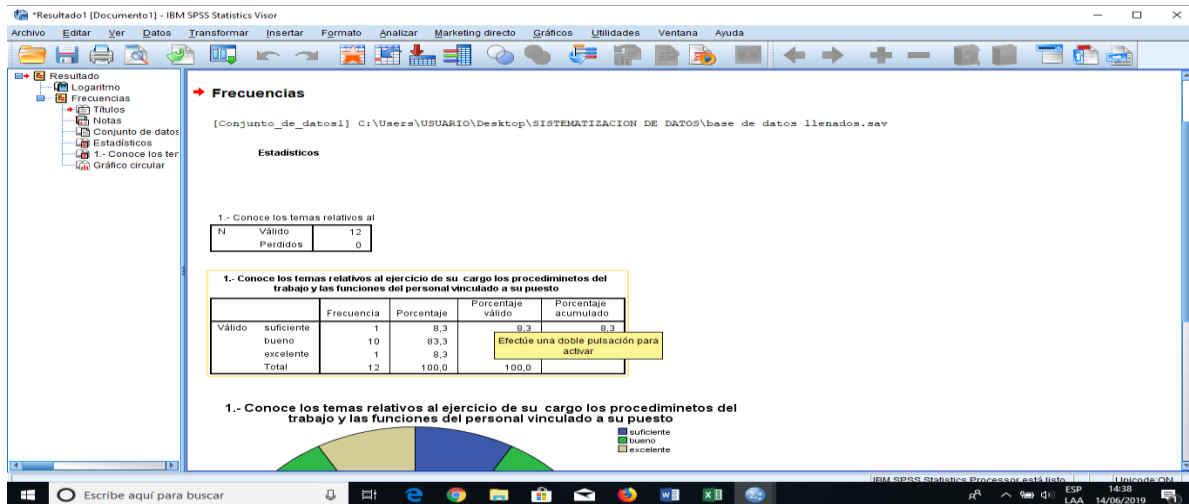 *Resultado1 [Documento1] - IBM SPSS Statistics Visor
Archivo Editar Ver Datos Transformar Insertar Formato Analizar Marketing directo Gráficos Utilidades Ventana Ayuda
Resultado
Logaritmo
Frecuencias
Títulos
Notas
Conjunto de datos
Estadísticos
1.- Conoce los ter
Gráfico circular
Frecuencias
[Conjunto_de_datos1] C:\Users\USUARIO\Desktop\SISTEMATIZACION DE DATOS\base de datos llenados.sav
Estadísticos
1.- Conoce los temas relativos al
N Válido 12
Perdidos 0
1.- Conoce los temas relativos al ejercicio de su cargo los procediminetos del
trabajo y las funciones del personal vinculado a su puesto
Frecuencia Porcentaje Porcentaje válido Porcentaje acumulado
Válido suficiente 1 8,3 8,3 8,3
bueno 10 83,3
excelente 1 8,3
Total 12 100,0 100,0
Efectúe una doble pulsación para
activar
1.- Conoce los temas relativos al ejercicio de su cargo los procediminetos del
trabajo y las funciones del personal vinculado a su puesto
suficiente
bueno
excelente
IBM SPSS Statistics Processor está listo Unicode:ON
Escribe aquí para buscar
ESP
LAA
14:38
14/06/2019